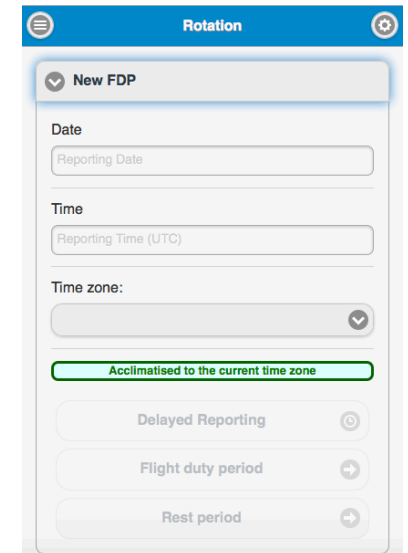 Rotation
New FDP
Date
Reporting Date
Time
Reporting Time (UTC)
Time zone:
Acclimatised to the current time zone
Delayed Reporting
Flight duty period
Rest period